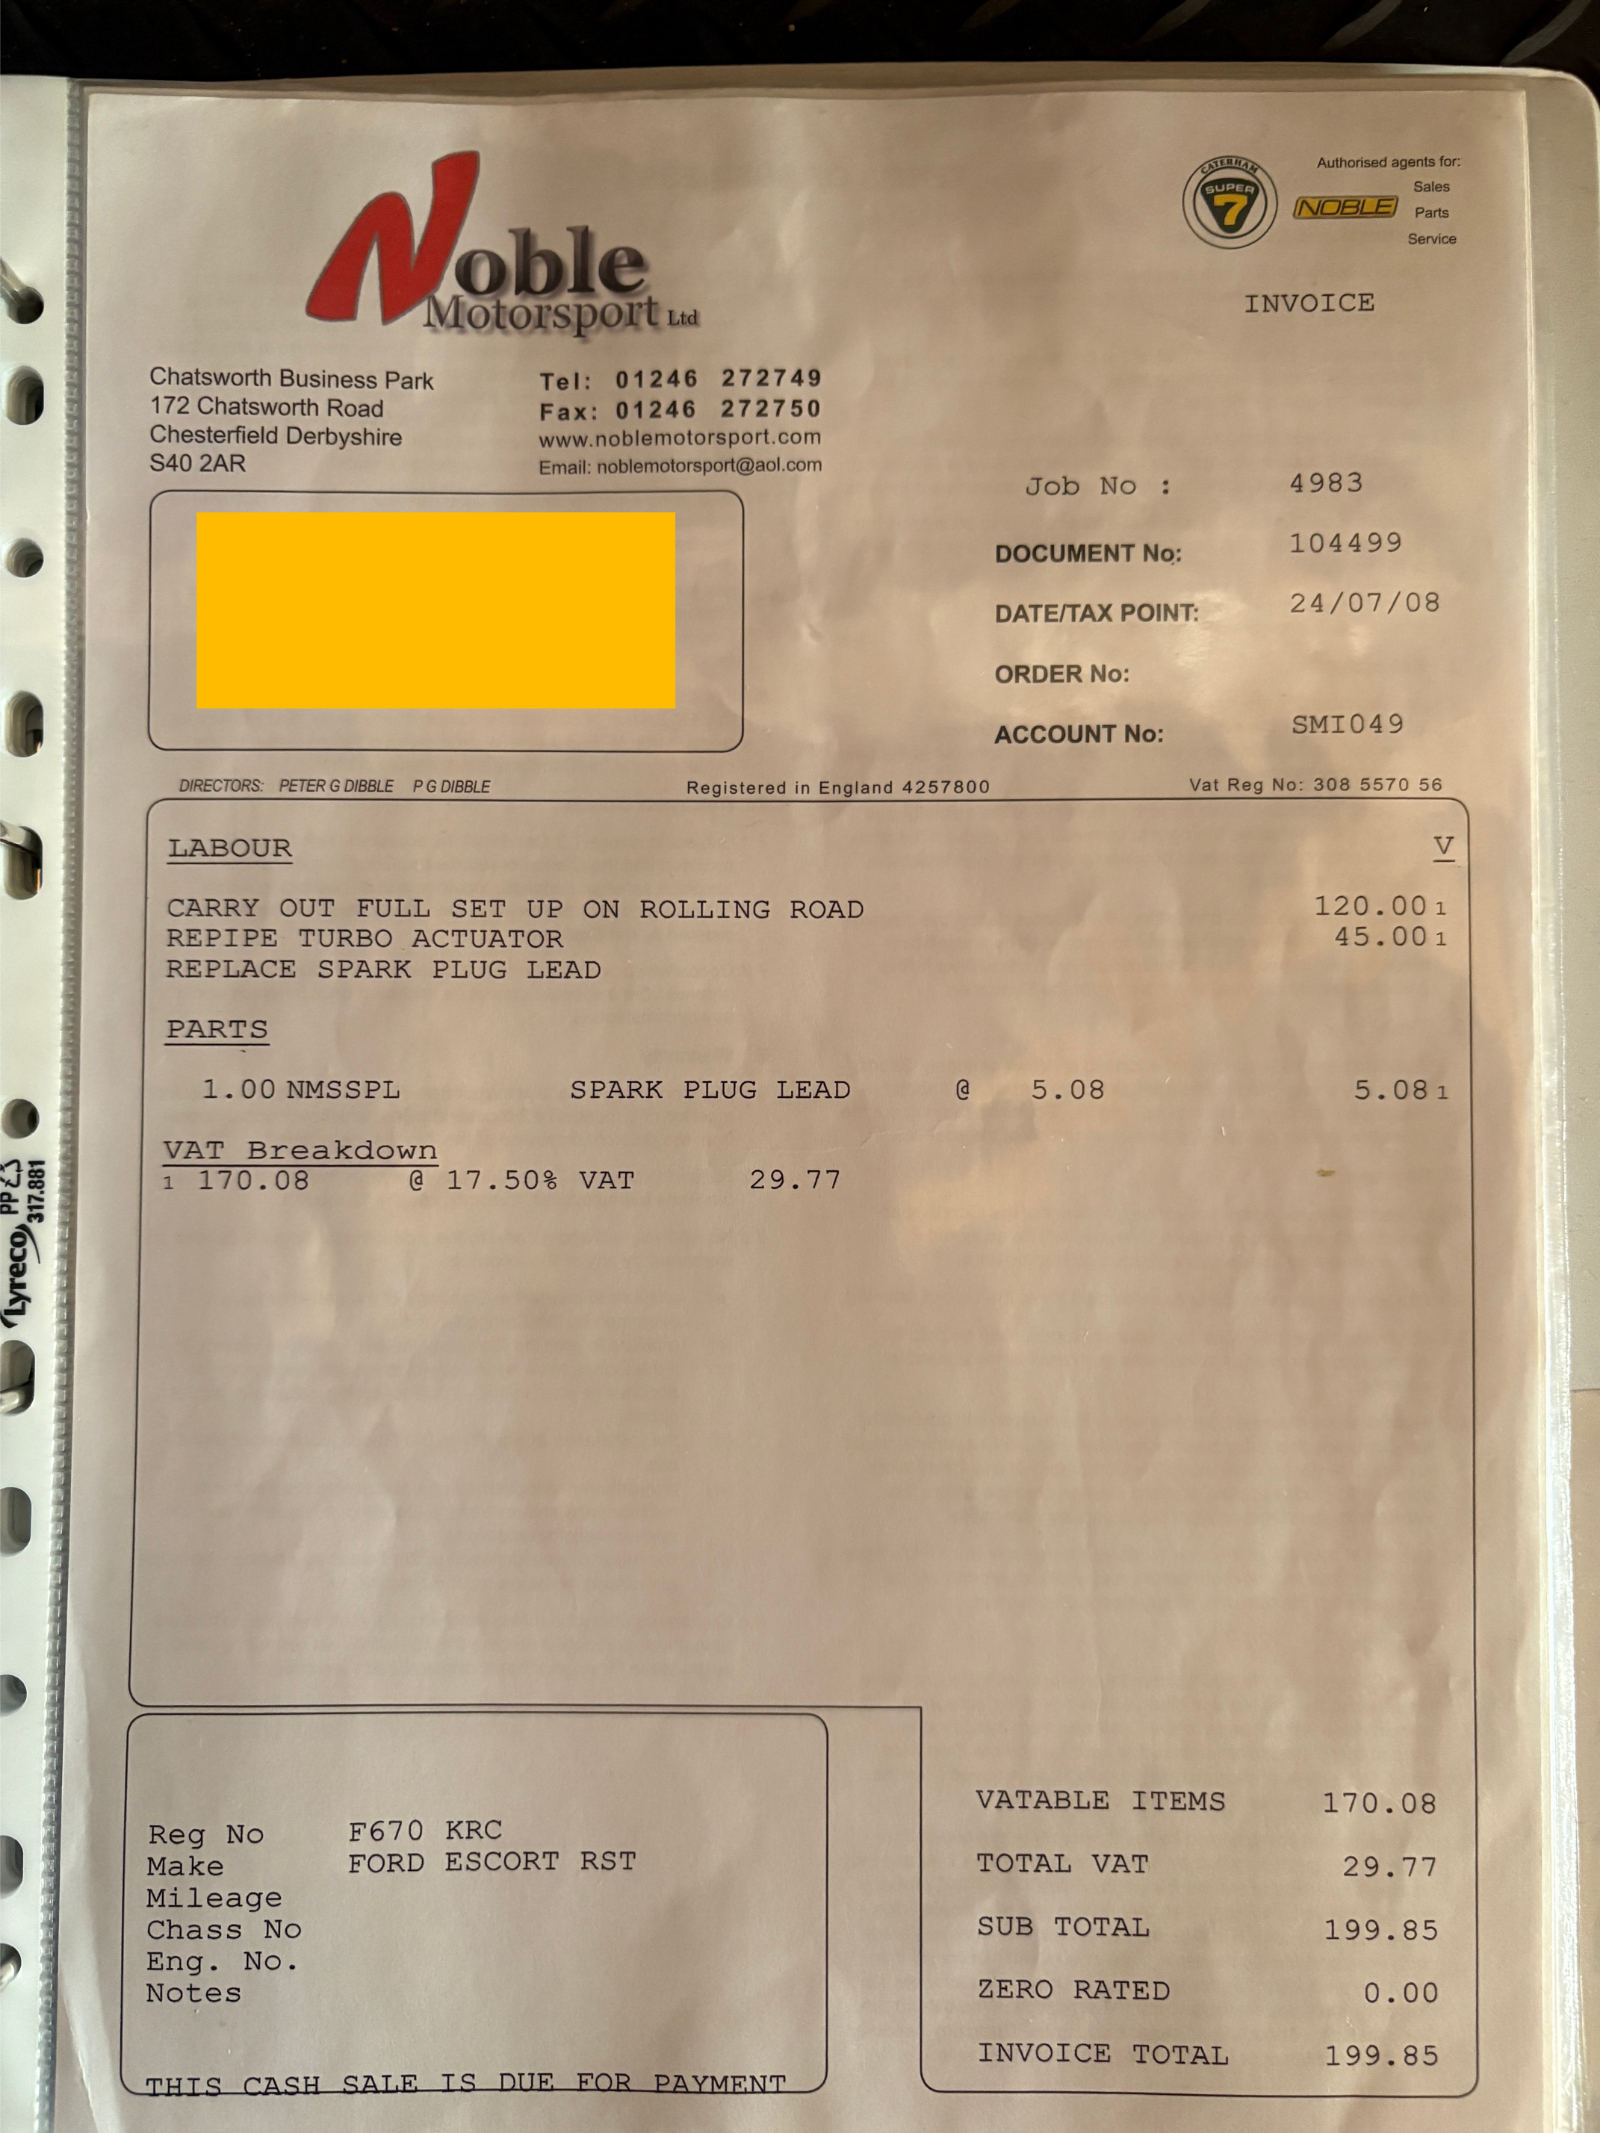 CATERHAM
SUPER
7
NOBLE
Authorised agents for:
Sales
Parts
Service
Noble
Motorsport Ltd
INVOICE
Chatsworth Business Park
172 Chatsworth Road
Chesterfield Derbyshire
S40 2AR
Tel: 01246 272749
Fax: 01246 272750
www.noblemotorsport.com
Email: noblemotorsport@aol.com
Job No : 4983
DOCUMENT No: 104499
DATE/TAX POINT: 24/07/08
ORDER No:
ACCOUNT No: SMI049
DIRECTORS: PETER G DIBBLE P G DIBBLE Registered in England 4257800 Vat Reg No: 308 5570 56
LABOUR V
CARRY OUT FULL SET UP ON ROLLING ROAD 120.00 1
REPIPE TURBO ACTUATOR 45.00 1
REPLACE SPARK PLUG LEAD
PARTS
1.00 NMSSPL SPARK PLUG LEAD @ 5.08 5.08 1
VAT Breakdown
1 170.08 @ 17.50% VAT 29.77
Lyreco PP
317.881
Reg No F670 KRC
Make FORD ESCORT RST
Mileage
Chass No
Eng. No.
Notes
THIS CASH SALE IS DUE FOR PAYMENT
VATABLE ITEMS 170.08
TOTAL VAT 29.77
SUB TOTAL 199.85
ZERO RATED 0.00
INVOICE TOTAL 199.85